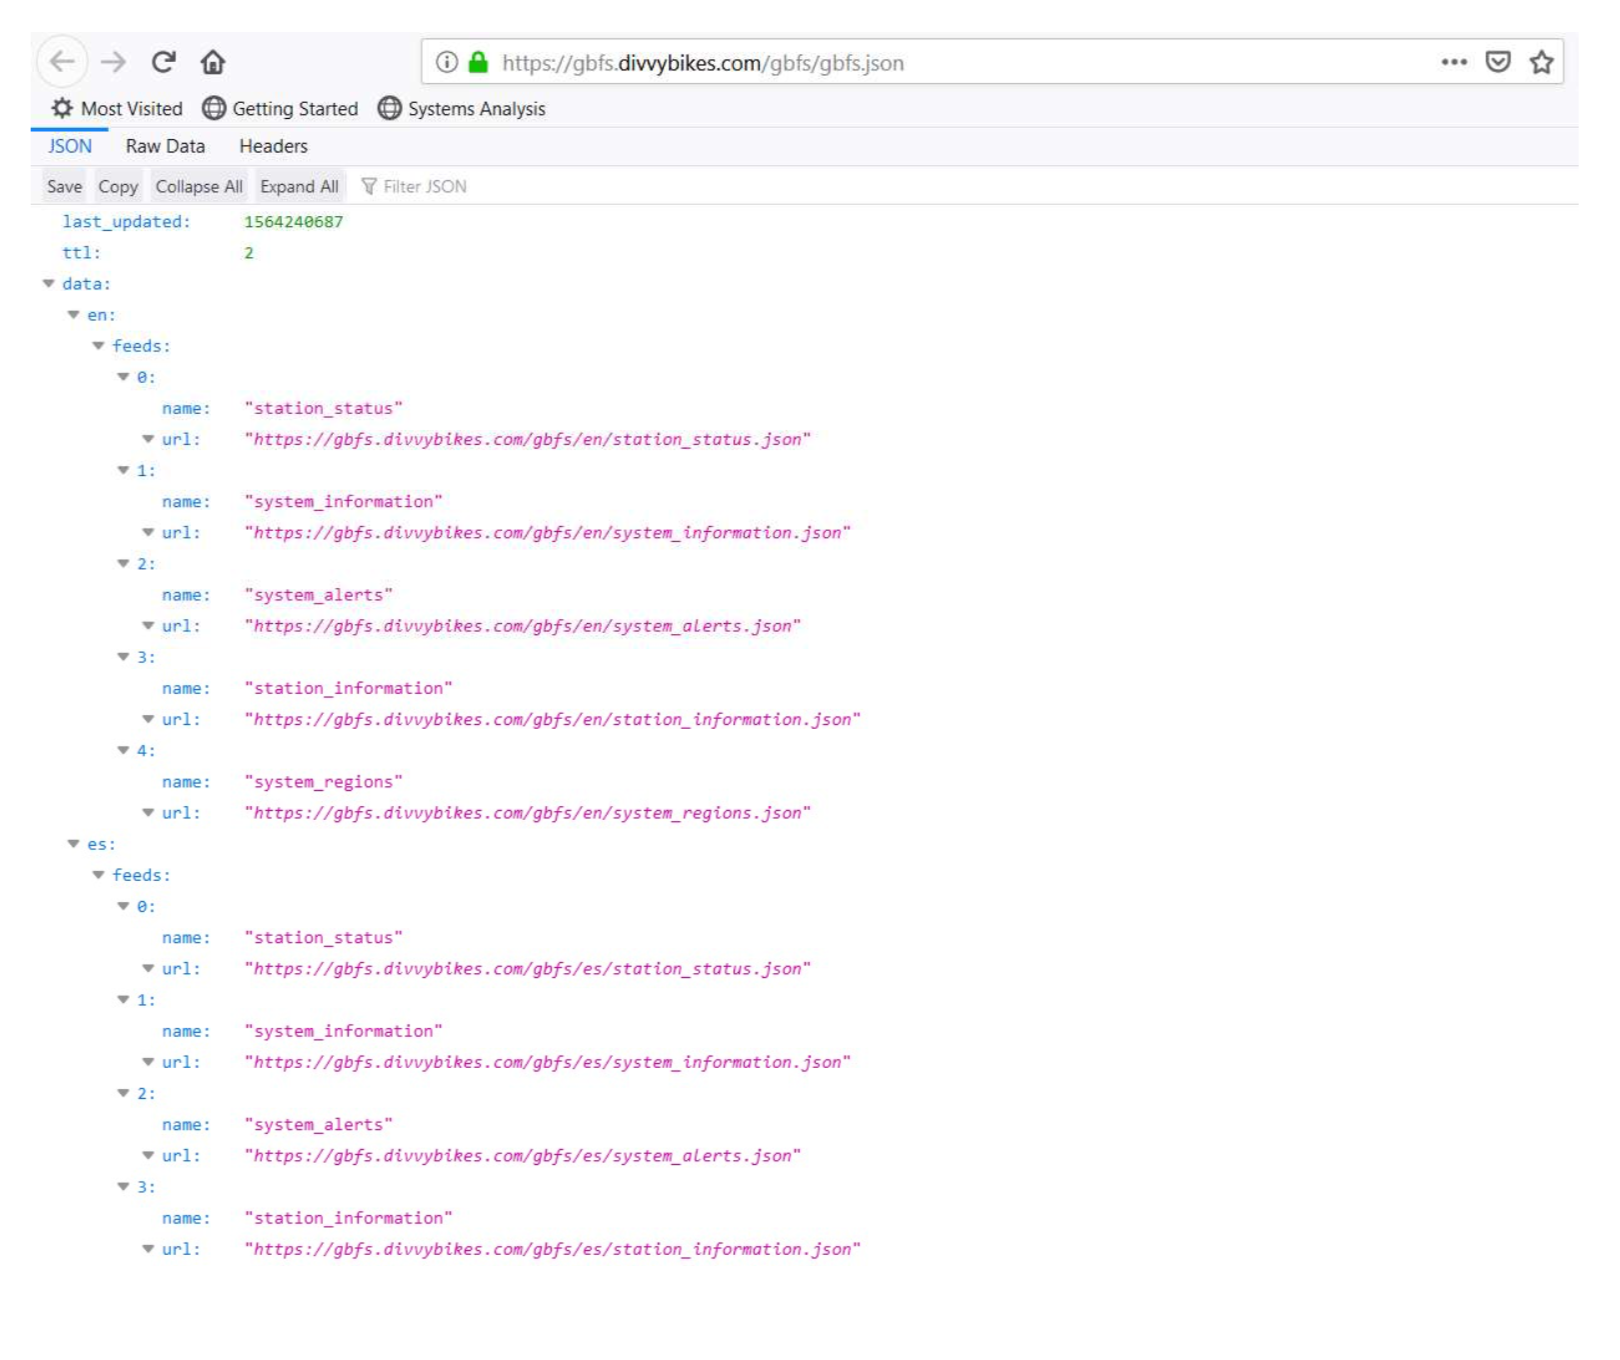 https://gbfs.divvybikes.com/gbfs/gbfs.json
Most Visited Getting Started Systems Analysis
JSON Raw Data Headers
Save Copy Collapse All Expand All Filter JSON
last_updated: 1564240687
ttl: 2
data:
en:
feeds:
0:
name: "station_status"
url: "https://gbfs.divvybikes.com/gbfs/en/station_status.json"
1:
name: "system_information"
url: "https://gbfs.divvybikes.com/gbfs/en/system_information.json"
2:
name: "system_alerts"
url: "https://gbfs.divvybikes.com/gbfs/en/system_alerts.json"
3:
name: "station_information"
url: "https://gbfs.divvybikes.com/gbfs/en/station_information.json"
4:
name: "system_regions"
url: "https://gbfs.divvybikes.com/gbfs/en/system_regions.json"
es:
feeds:
0:
name: "station_status"
url: "https://gbfs.divvybikes.com/gbfs/es/station_status.json"
1:
name: "system_information"
url: "https://gbfs.divvybikes.com/gbfs/es/system_information.json"
2:
name: "system_alerts"
url: "https://gbfs.divvybikes.com/gbfs/es/system_alerts.json"
3:
name: "station_information"
url: "https://gbfs.divvybikes.com/gbfs/es/station_information.json"